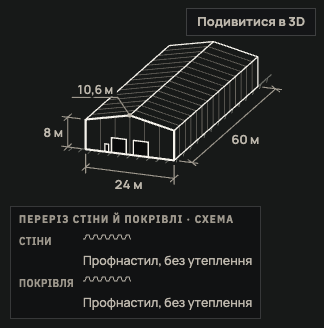 Подивитися в 3D
10,6 м
8 м
60 м
24 м
ПЕРЕРІЗ СТІНИ Й ПОКРІВЛІ · СХЕМА
СТІНИ
Профнастил, без утеплення
ПОКРІВЛЯ
Профнастил, без утеплення